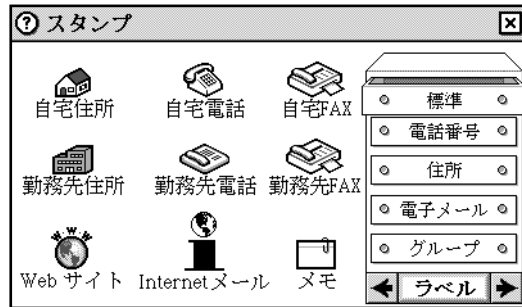 ? スタンプ
自宅住所
自宅電話
自宅FAX
勤務先住所
勤務先電話
勤務先FAX
W.W.W
Web サイト
Internetメール
メモ
標準
電話番号
住所
電子メール
グループ
ラベル